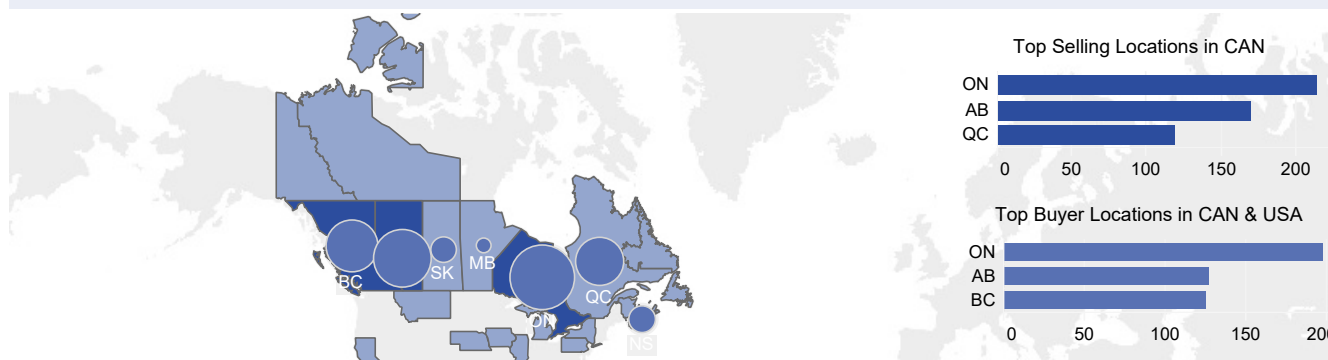 BC
SK
MB
ON
QC
NS
Top Selling Locations in CAN
ON
AB
QC
0 50 100 150 200
Top Buyer Locations in CAN & USA
ON
AB
BC
0 50 100 150 200